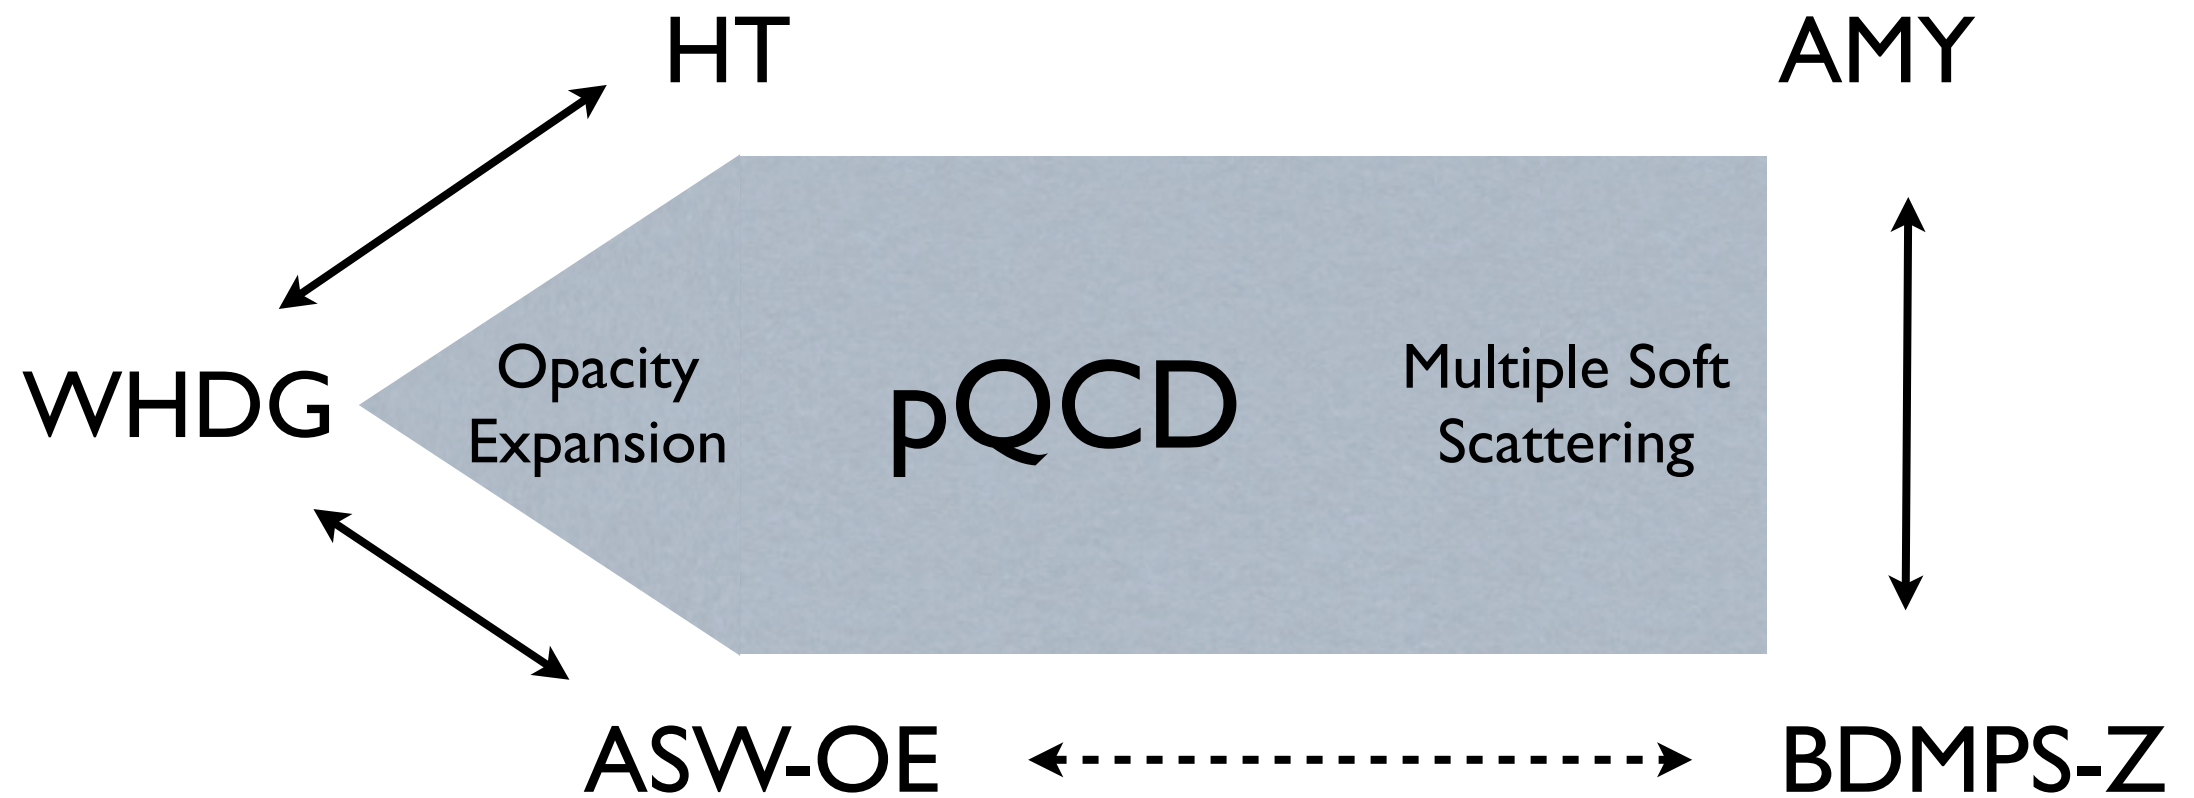 HT
AMY
WHDG
Opacity
Expansion
pQCD
Multiple Soft
Scattering
ASW-OE
BDMPS-Z